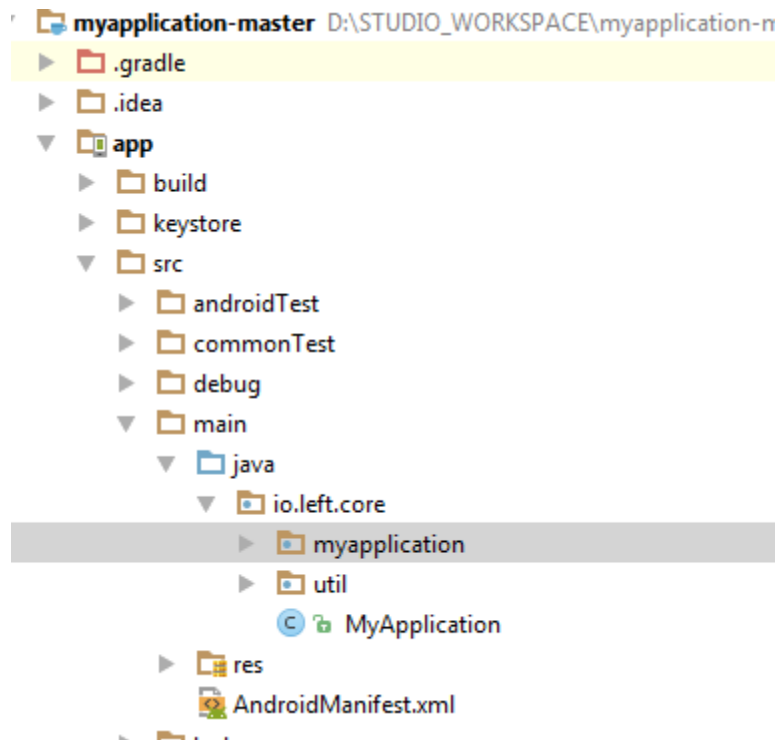 myapplication-master D:\STUDIO_WORKSPACE\myapplication-m
.gradle
.idea
app
build
keystore
src
androidTest
commonTest
debug
main
java
io.left.core
myapplication
util
C MyApplication
res
AndroidManifest.xml